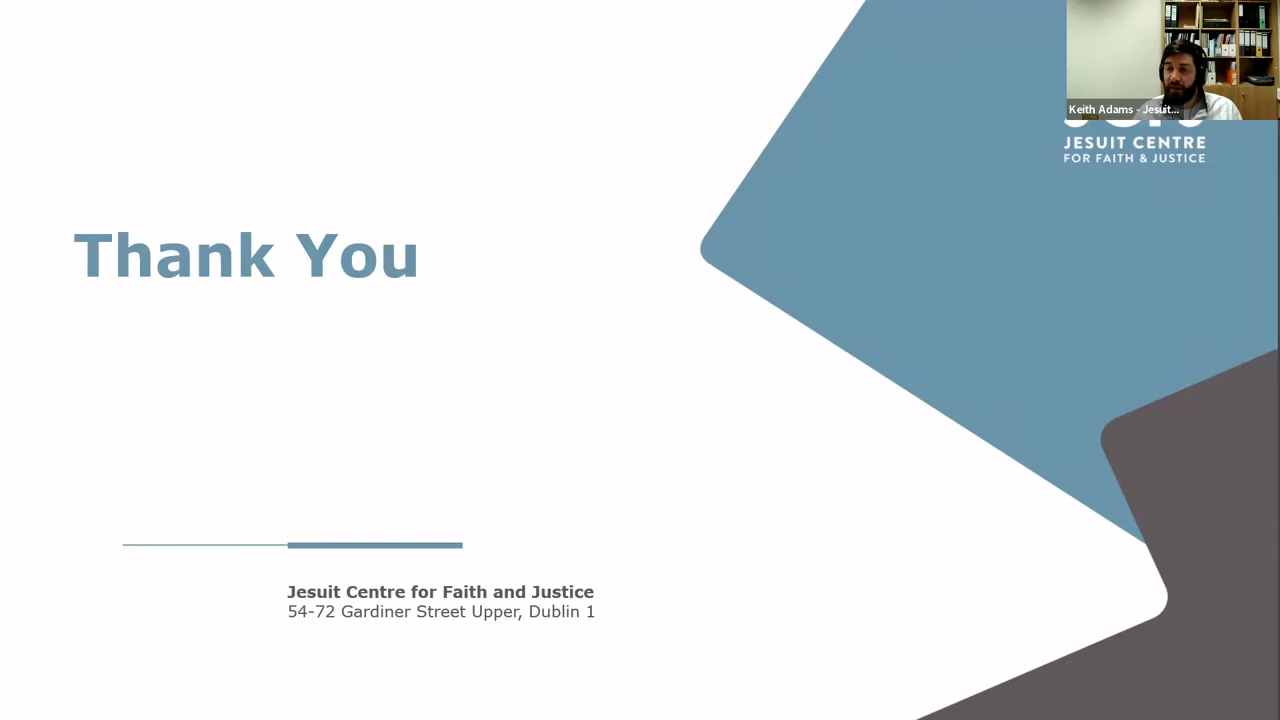 Keith Adams - Jesuit...
JESUIT CENTRE
FOR FAITH & JUSTICE
Thank You
Jesuit Centre for Faith and Justice
54-72 Gardiner Street Upper, Dublin 1